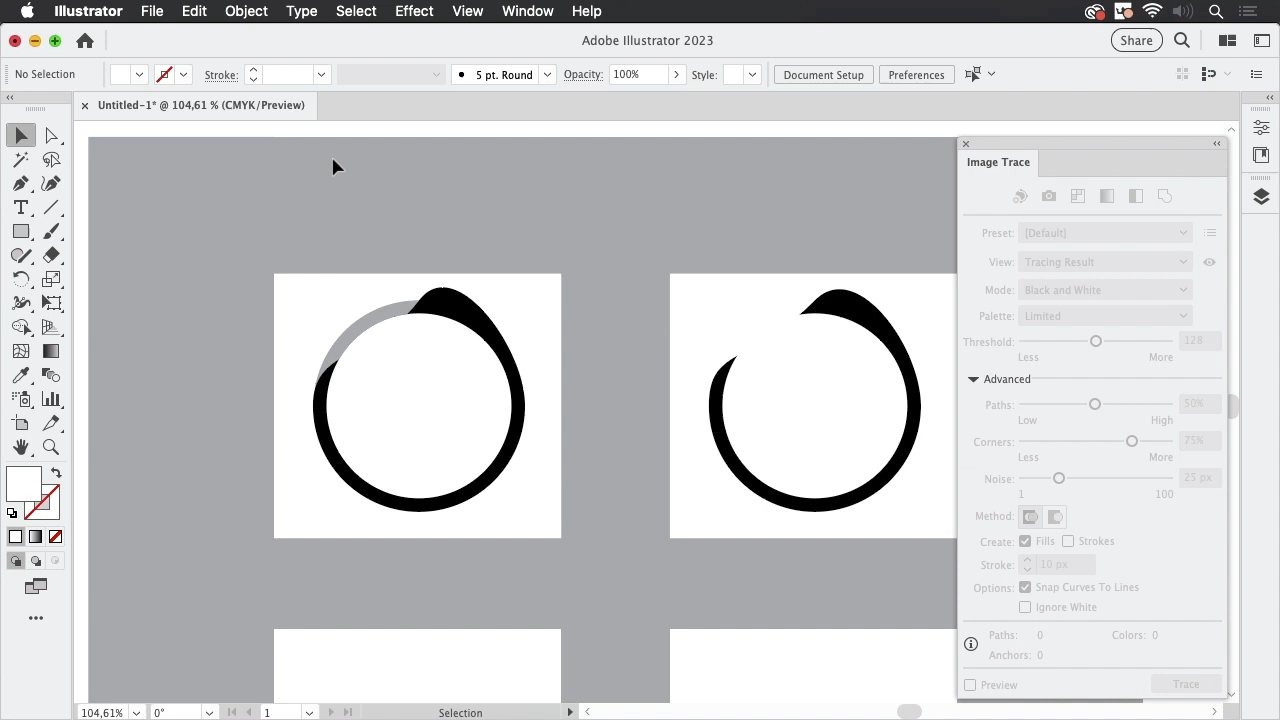 Illustrator File Edit Object Type Select Effect View Window Help
Adobe Illustrator 2023
Share
No Selection
Stroke:
5 pt. Round
Opacity:
100%
Style:
Document Setup
Preferences
Untitled-1* @ 104,61 % (CMYK/Preview)
Image Trace
Preset: [Default]
View: Tracing Result
Mode: Black and White
Palette: Limited
Threshold: 128
Less More
Advanced
Paths: 50%
Low High
Corners: 75%
Less More
Noise: 25 px
1 100
Method:
Create: Fills Strokes
Stroke: 10 px
Options: Snap Curves To Lines
Ignore White
Paths: 0 Colors: 0
Anchors: 0
Preview Trace
104,61% 0° 1 Selection